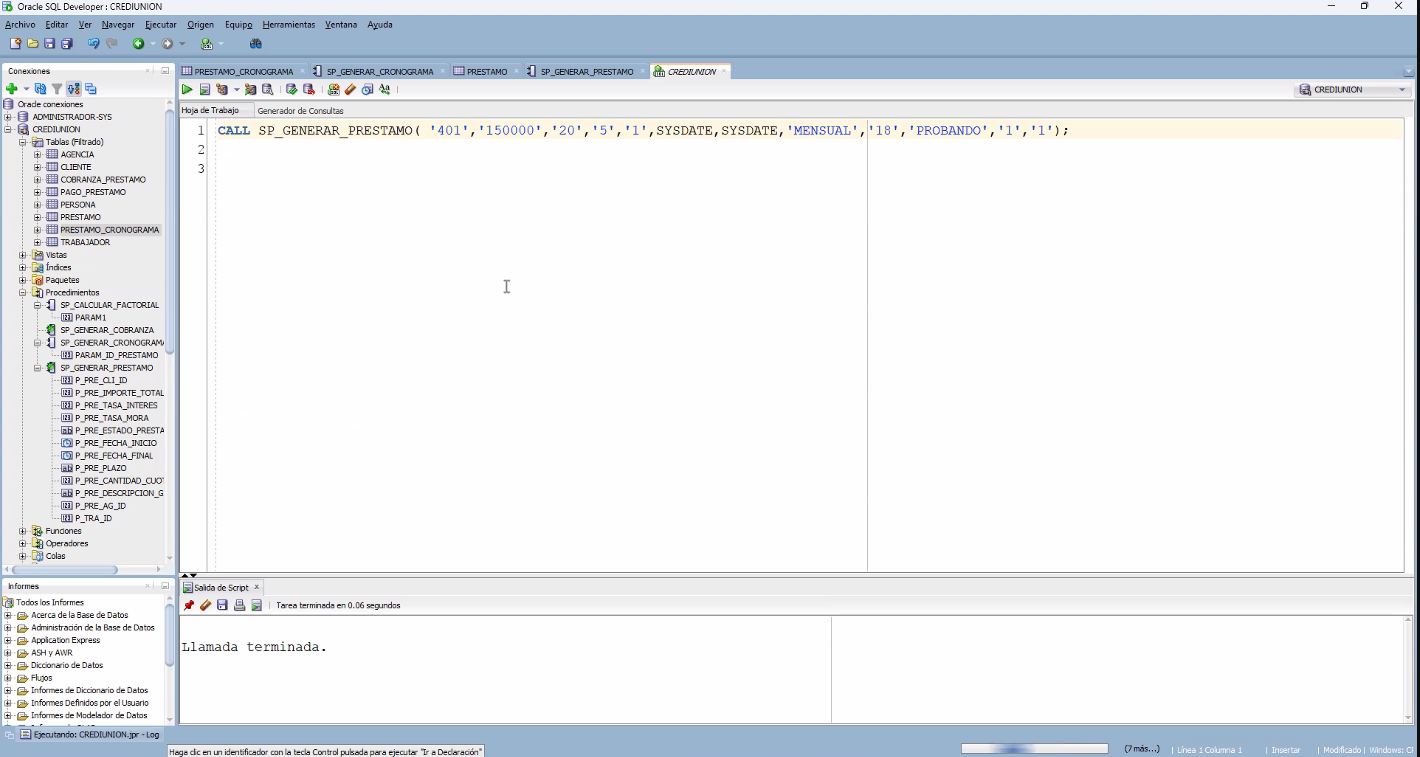 Oracle SQL Developer : CREDIUNION
Archivo Editar Ver Navegar Ejecutar Origen Equipo Herramientas Ventana Ayuda
Conexiones
PRESTAMO_CRONOGRAMA SP_GENERAR_CRONOGRAMA PRESTAMO SP_GENERAR_PRESTAMO CREDIUNION
CREDIUNION
Hoja de Trabajo Generador de Consultas
1 CALL SP_GENERAR_PRESTAMO( '401','150000','20','5','1',SYSDATE,SYSDATE,'MENSUAL','18','PROBANDO','1','1');
2
3
Oracle conexiones
ADMINISTRADOR-SYS
CREDIUNION
Tablas (Filtrado)
AGENCIA
CLIENTE
COBRANZA_PRESTAMO
PAGO_PRESTAMO
PERSONA
PRESTAMO
PRESTAMO_CRONOGRAMA
TRABAJADOR
Vistas
Índices
Paquetes
Procedimientos
SP_CALCULAR_FACTORIAL
PARAM1
SP_GENERAR_COBRANZA
SP_GENERAR_CRONOGRAMA
PARAM_ID_PRESTAMO
SP_GENERAR_PRESTAMO
P_PRE_CLI_ID
P_PRE_IMPORTE_TOTAL
P_PRE_TASA_INTERES
P_PRE_TASA_MORA
P_PRE_ESTADO_PRESTA
P_PRE_FECHA_INICIO
P_PRE_FECHA_FINAL
P_PRE_PLAZO
P_PRE_CANTIDAD_CUOT
P_PRE_DESCRIPCION_G
P_PRE_AG_ID
P_TRA_ID
Funciones
Operadores
Colas
Informes
Todos los Informes
Acerca de la Base de Datos
Administración de la Base de Datos
Application Express
ASH y AWR
Diccionario de Datos
Flujos
Informes de Diccionario de Datos
Informes Definidos por el Usuario
Informes de Modelador de Datos
Salida de Script
Tarea terminada en 0.06 segundos
Llamada terminada.
Ejecutando: CREDIUNION.jpr - Log
Haga clic en un identificador con la tecla Control pulsada para ejecutar "Ir a Declaración"
(7 más...) | Línea 1 Columna 1 | Insertar | Modificado | Windows: C